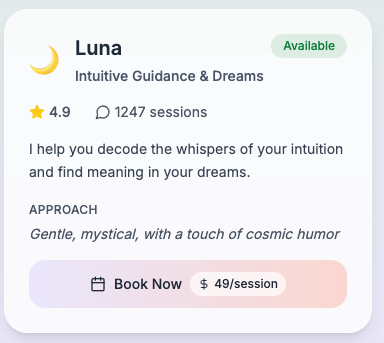 Luna
Available
Intuitive Guidance & Dreams
4.9
1247 sessions
I help you decode the whispers of your intuition
and find meaning in your dreams.
APPROACH
Gentle, mystical, with a touch of cosmic humor
Book Now $ 49/session